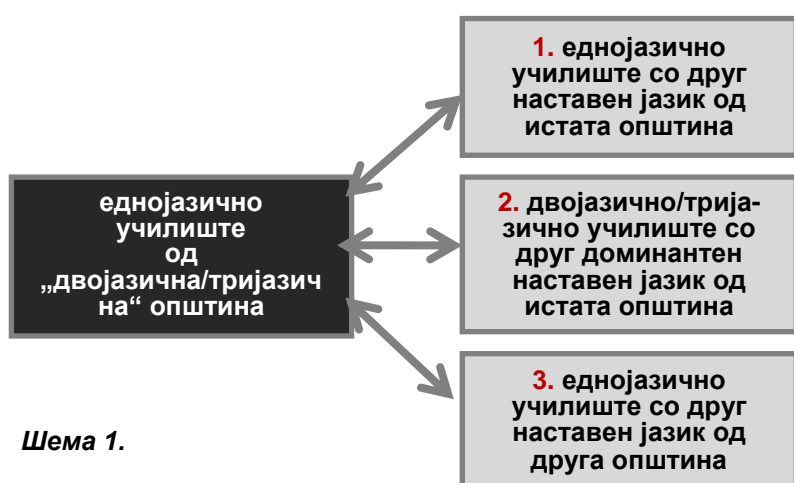 1. еднојазично
училиште со друг
наставен јазик од
истата општина
еднојазично
училиште
од
„двојазична/тријазич
на“ општина
2. двојазично/трија-
зично училиште со
друг доминантен
наставен јазик од
истата општина
3. еднојазично
училиште со друг
наставен јазик од
друга општина
Шема 1.